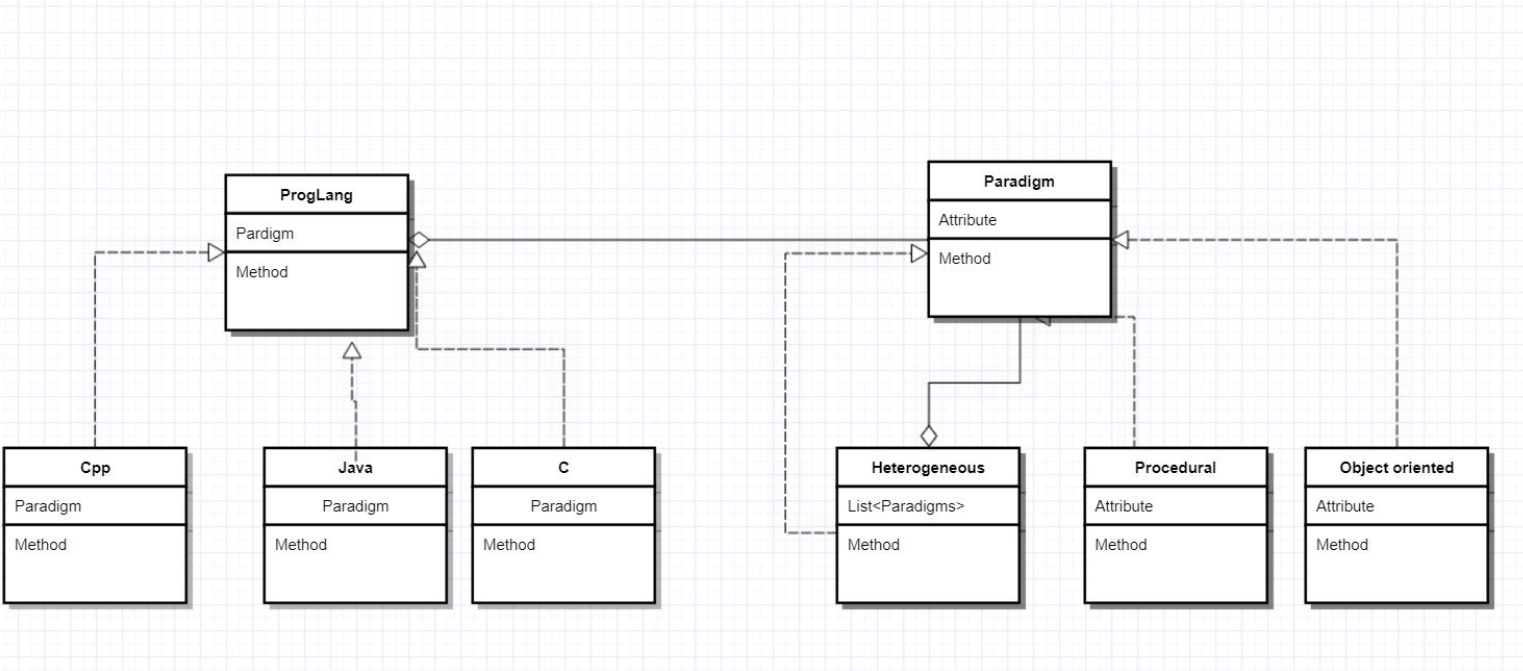 ProgLang
Pardigm
Method
Paradigm
Attribute
Method
Cpp
Paradigm
Method
Java
Paradigm
Method
C
Paradigm
Method
Heterogeneous
List<Paradigms>
Method
Procedural
Attribute
Method
Object oriented
Attribute
Method